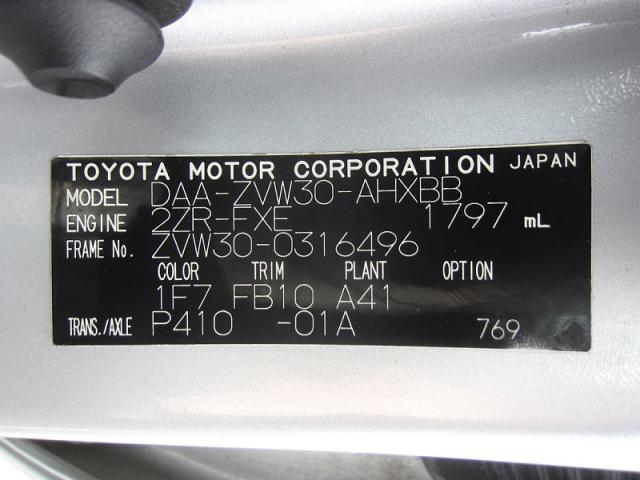 TOYOTA MOTOR CORPORATION JAPAN
MODEL DAA-ZVW30-AHXBB
ENGINE 2ZR-FXE 1797 mL
FRAME No. ZVW30-0316496
COLOR TRIM PLANT OPTION
1F7 FB10 A41
TRANS./AXLE P410 -01A 769